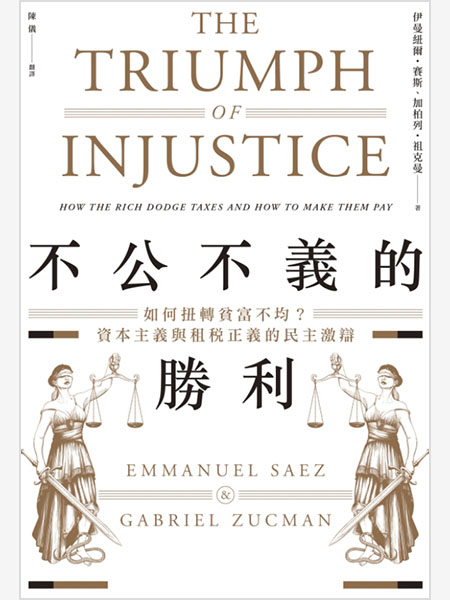 THE
TRIUMPH
OF
INJUSTICE
HOW THE RICH DODGE TAXES AND HOW TO MAKE THEM PAY
伊曼紐爾·賽斯、加柏列·祖克曼——著
陳儀——翻譯
不公不義的
如何扭轉貧富不均？
資本主義與租稅正義的民主激辯
勝利
EMMANUEL SAEZ
&
GABRIEL ZUCMAN